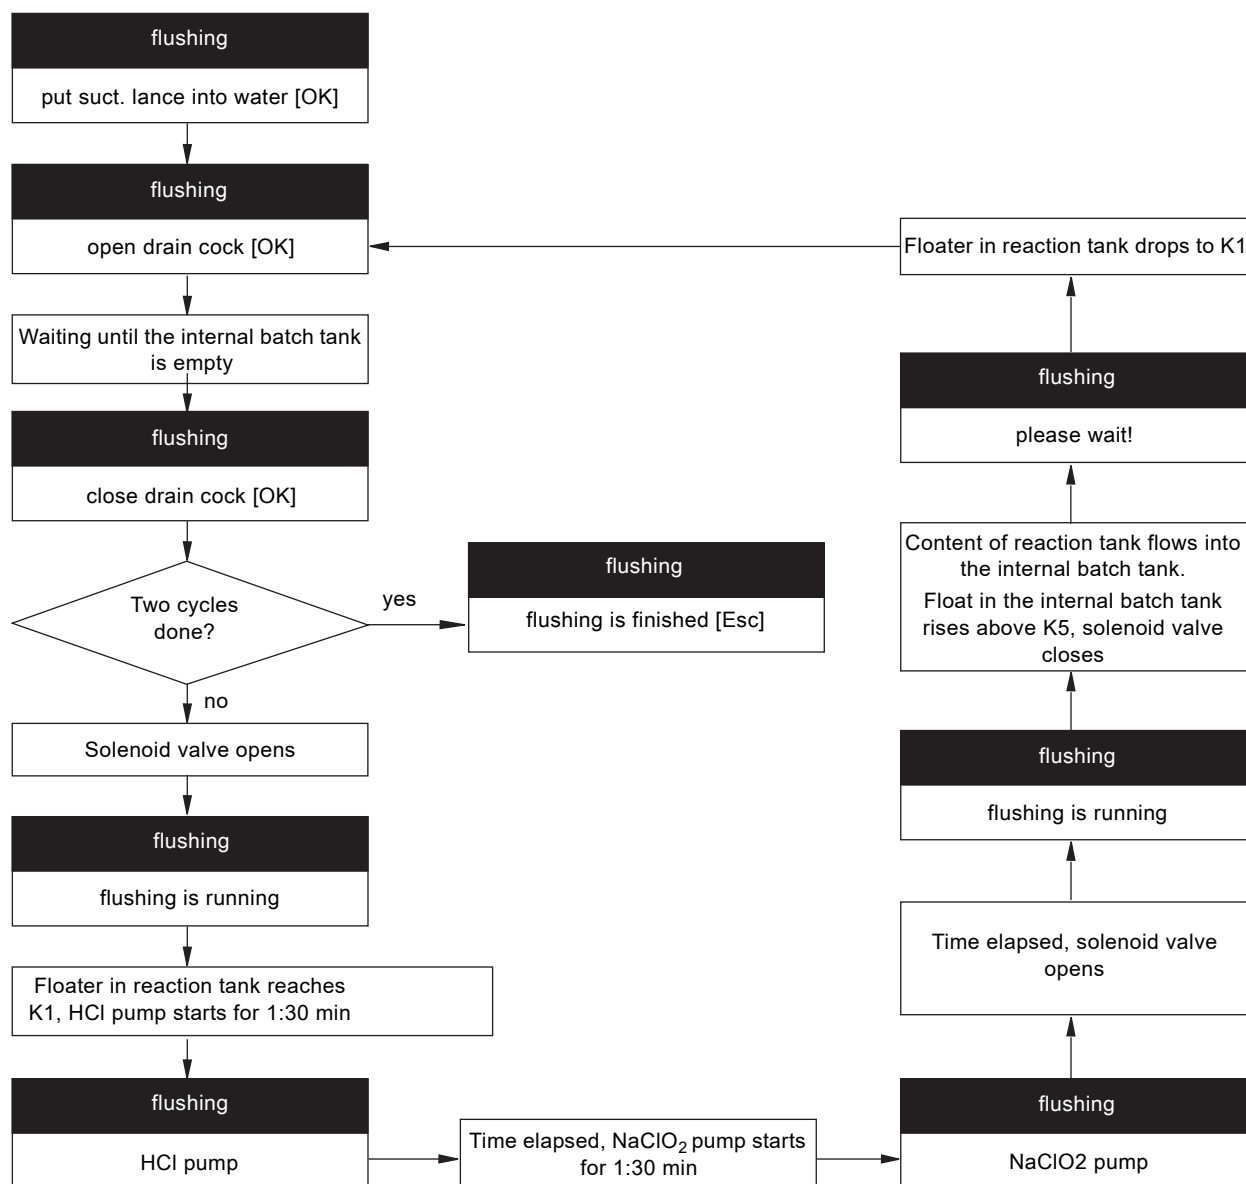 flushing
put suct. lance into water [OK]
flushing
open drain cock [OK]
Waiting until the internal batch tank
is empty
flushing
close drain cock [OK]
Two cycles
done?
yes
flushing
flushing is finished [Esc]
no
Solenoid valve opens
flushing
flushing is running
Floater in reaction tank reaches
K1, HCl pump starts for 1:30 min
flushing
HCl pump
Time elapsed, NaClO2 pump starts
for 1:30 min
flushing
NaClO2 pump
Time elapsed, solenoid valve
opens
flushing
flushing is running
Content of reaction tank flows into
the internal batch tank.
Float in the internal batch tank
rises above K5, solenoid valve
closes
flushing
please wait!
Floater in reaction tank drops to K1